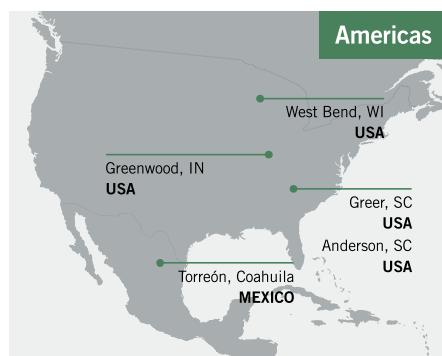 Americas
West Bend, WI
USA
Greenwood, IN
USA
Greer, SC
USA
Anderson, SC
USA
Torreón, Coahuila
MEXICO